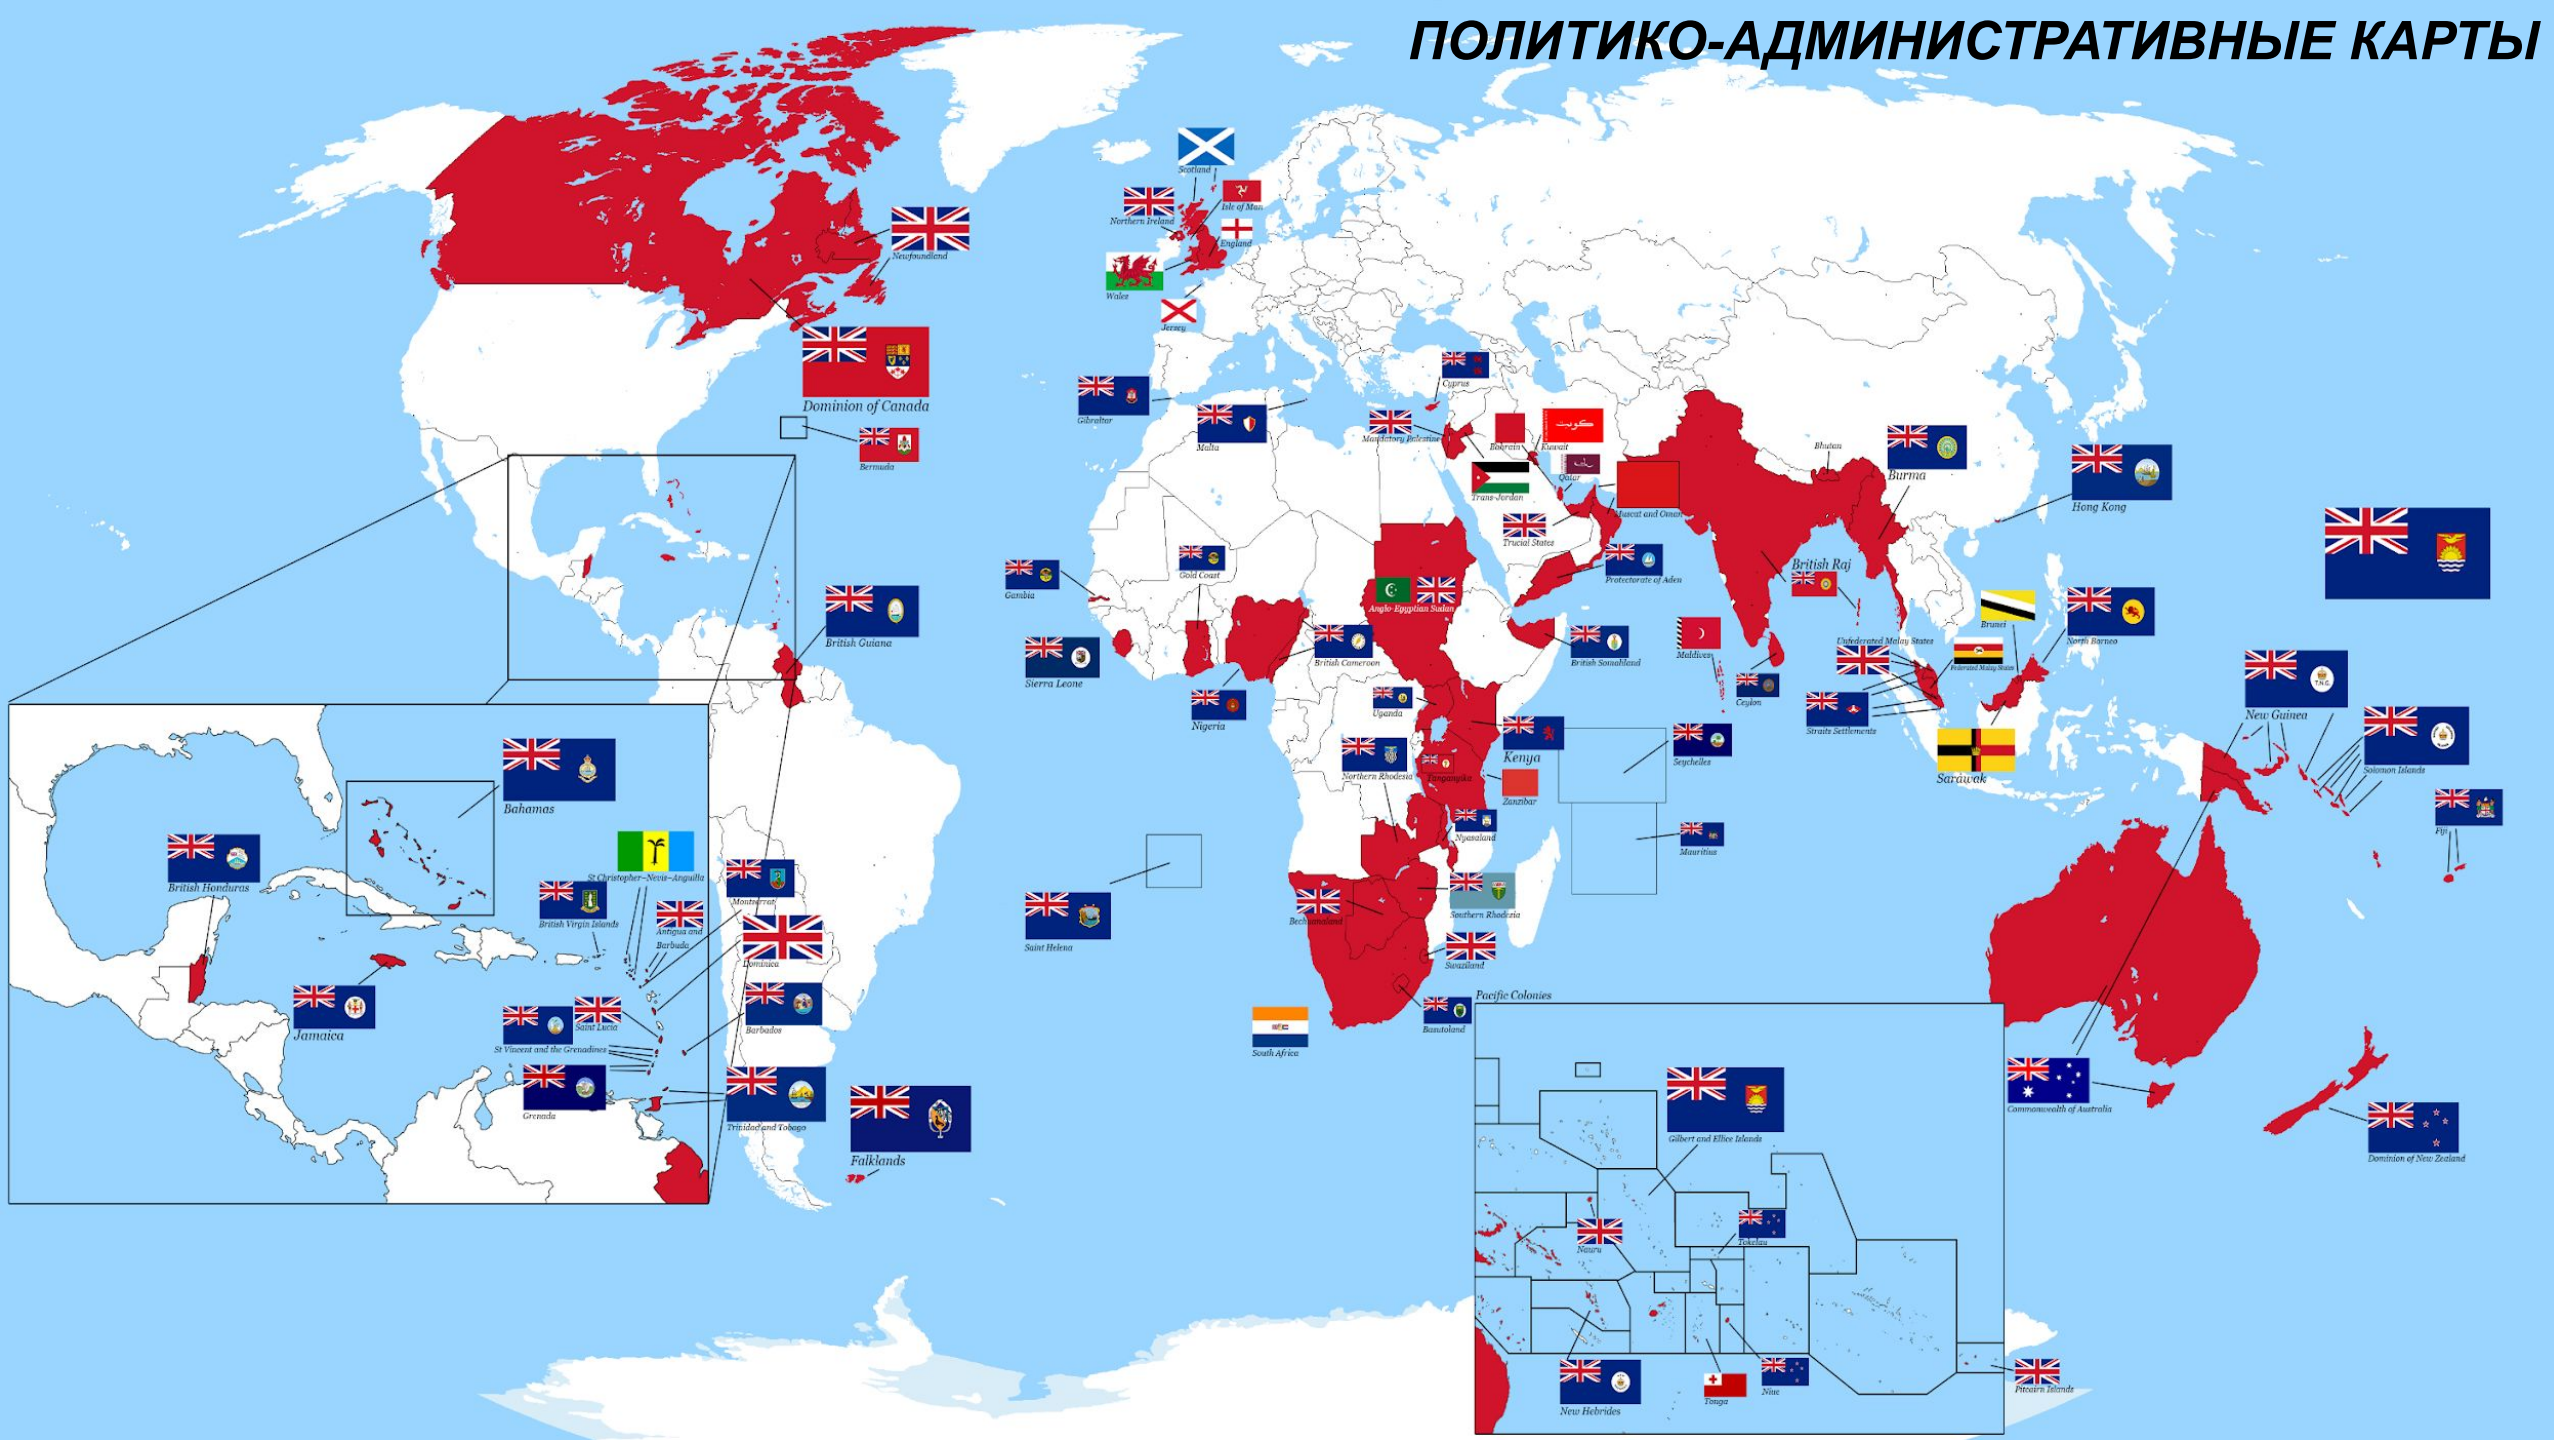 ПОЛИТИКО-АДМИНИСТРАТИВНЫЕ КАРТЫ
Scotland
Isle of Man
Northern Ireland
England
Wales
Jersey
Newfoundland
Dominion of Canada
Bermuda
Gibraltar
Malta
Cyprus
Mandatory Palestine
Bahrain
Kuwait
كويت
Qatar
Trans-Jordan
Muscat and Oman
Trucial States
Protectorate of Aden
Bhutan
Burma
Hong Kong
British Raj
Gambia
Gold Coast
Anglo-Egyptian Sudan
British Guiana
Sierra Leone
British Cameroon
British Somaliland
Nigeria
Uganda
Kenya
Maldives
Ceylon
Unfederated Malay States
Federated Malay States
Brunei
North Borneo
Straits Settlements
Sarawak
New Guinea
T.N.G.
Solomon Islands
Fiji
Northern Rhodesia
Tanganyika
Zanzibar
Seychelles
Nyasaland
Mauritius
Bechuanaland
Southern Rhodesia
Saint Helena
Swaziland
Basutoland
South Africa
Bahamas
British Honduras
St Christopher-Nevis-Anguilla
Montserrat
British Virgin Islands
Antigua and
Barbuda
Dominica
Jamaica
Saint Lucia
Barbados
St Vincent and the Grenadines
Grenada
Trinidad and Tobago
Falklands
Pacific Colonies
Gilbert and Ellice Islands
Nauru
Tokelau
New Hebrides
Tonga
Niue
Pitcairn Islands
Commonwealth of Australia
Dominion of New Zealand